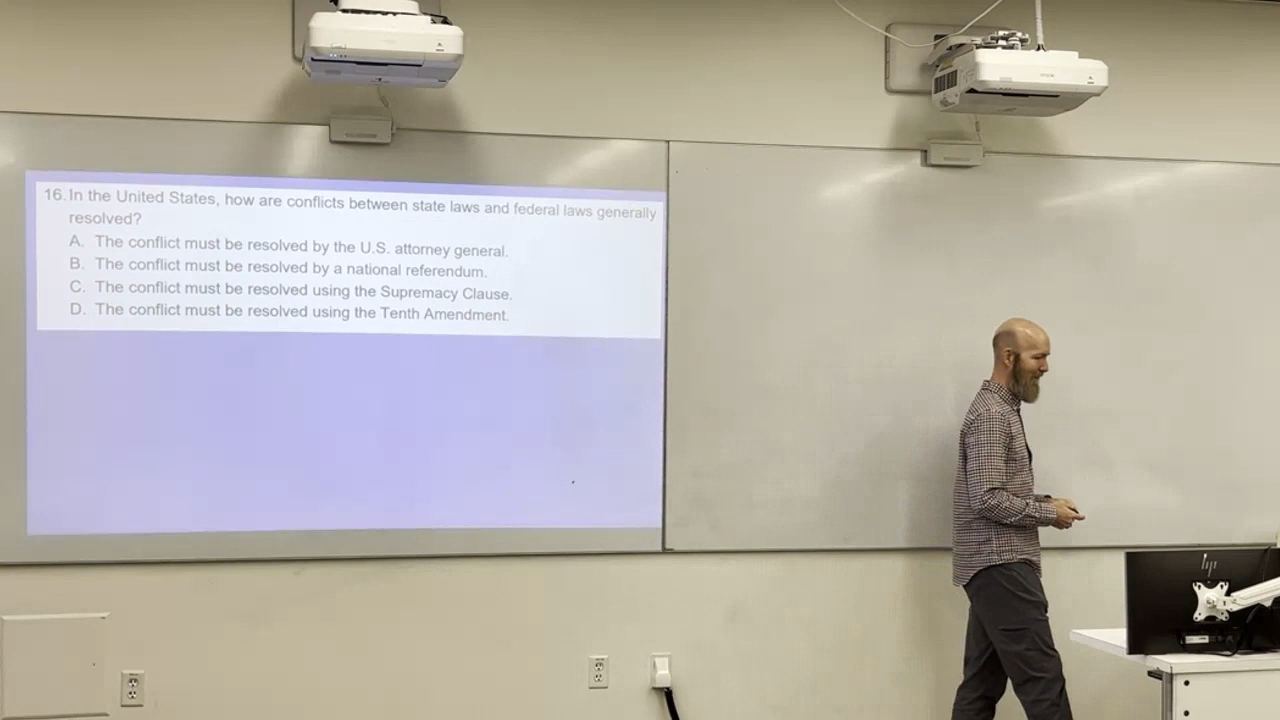 16. In the United States, how are conflicts between state laws and federal laws generally
resolved?
A. The conflict must be resolved by the U.S. attorney general.
B. The conflict must be resolved by a national referendum.
C. The conflict must be resolved using the Supremacy Clause.
D. The conflict must be resolved using the Tenth Amendment.
hp